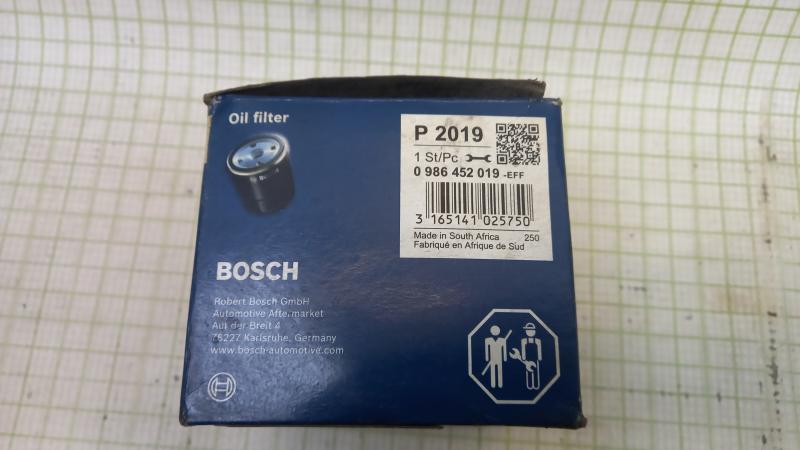 Oil filter
P 2019
1 St/Pc
0 986 452 019 -EFF
3 165141 025750
Made in South Africa 250
Fabriqué en Afrique de Sud
BOSCH
Robert Bosch GmbH
Automotive Aftermarket
Auf der Breit 4
76227 Karlsruhe, Germany
www.bosch-automotive.com